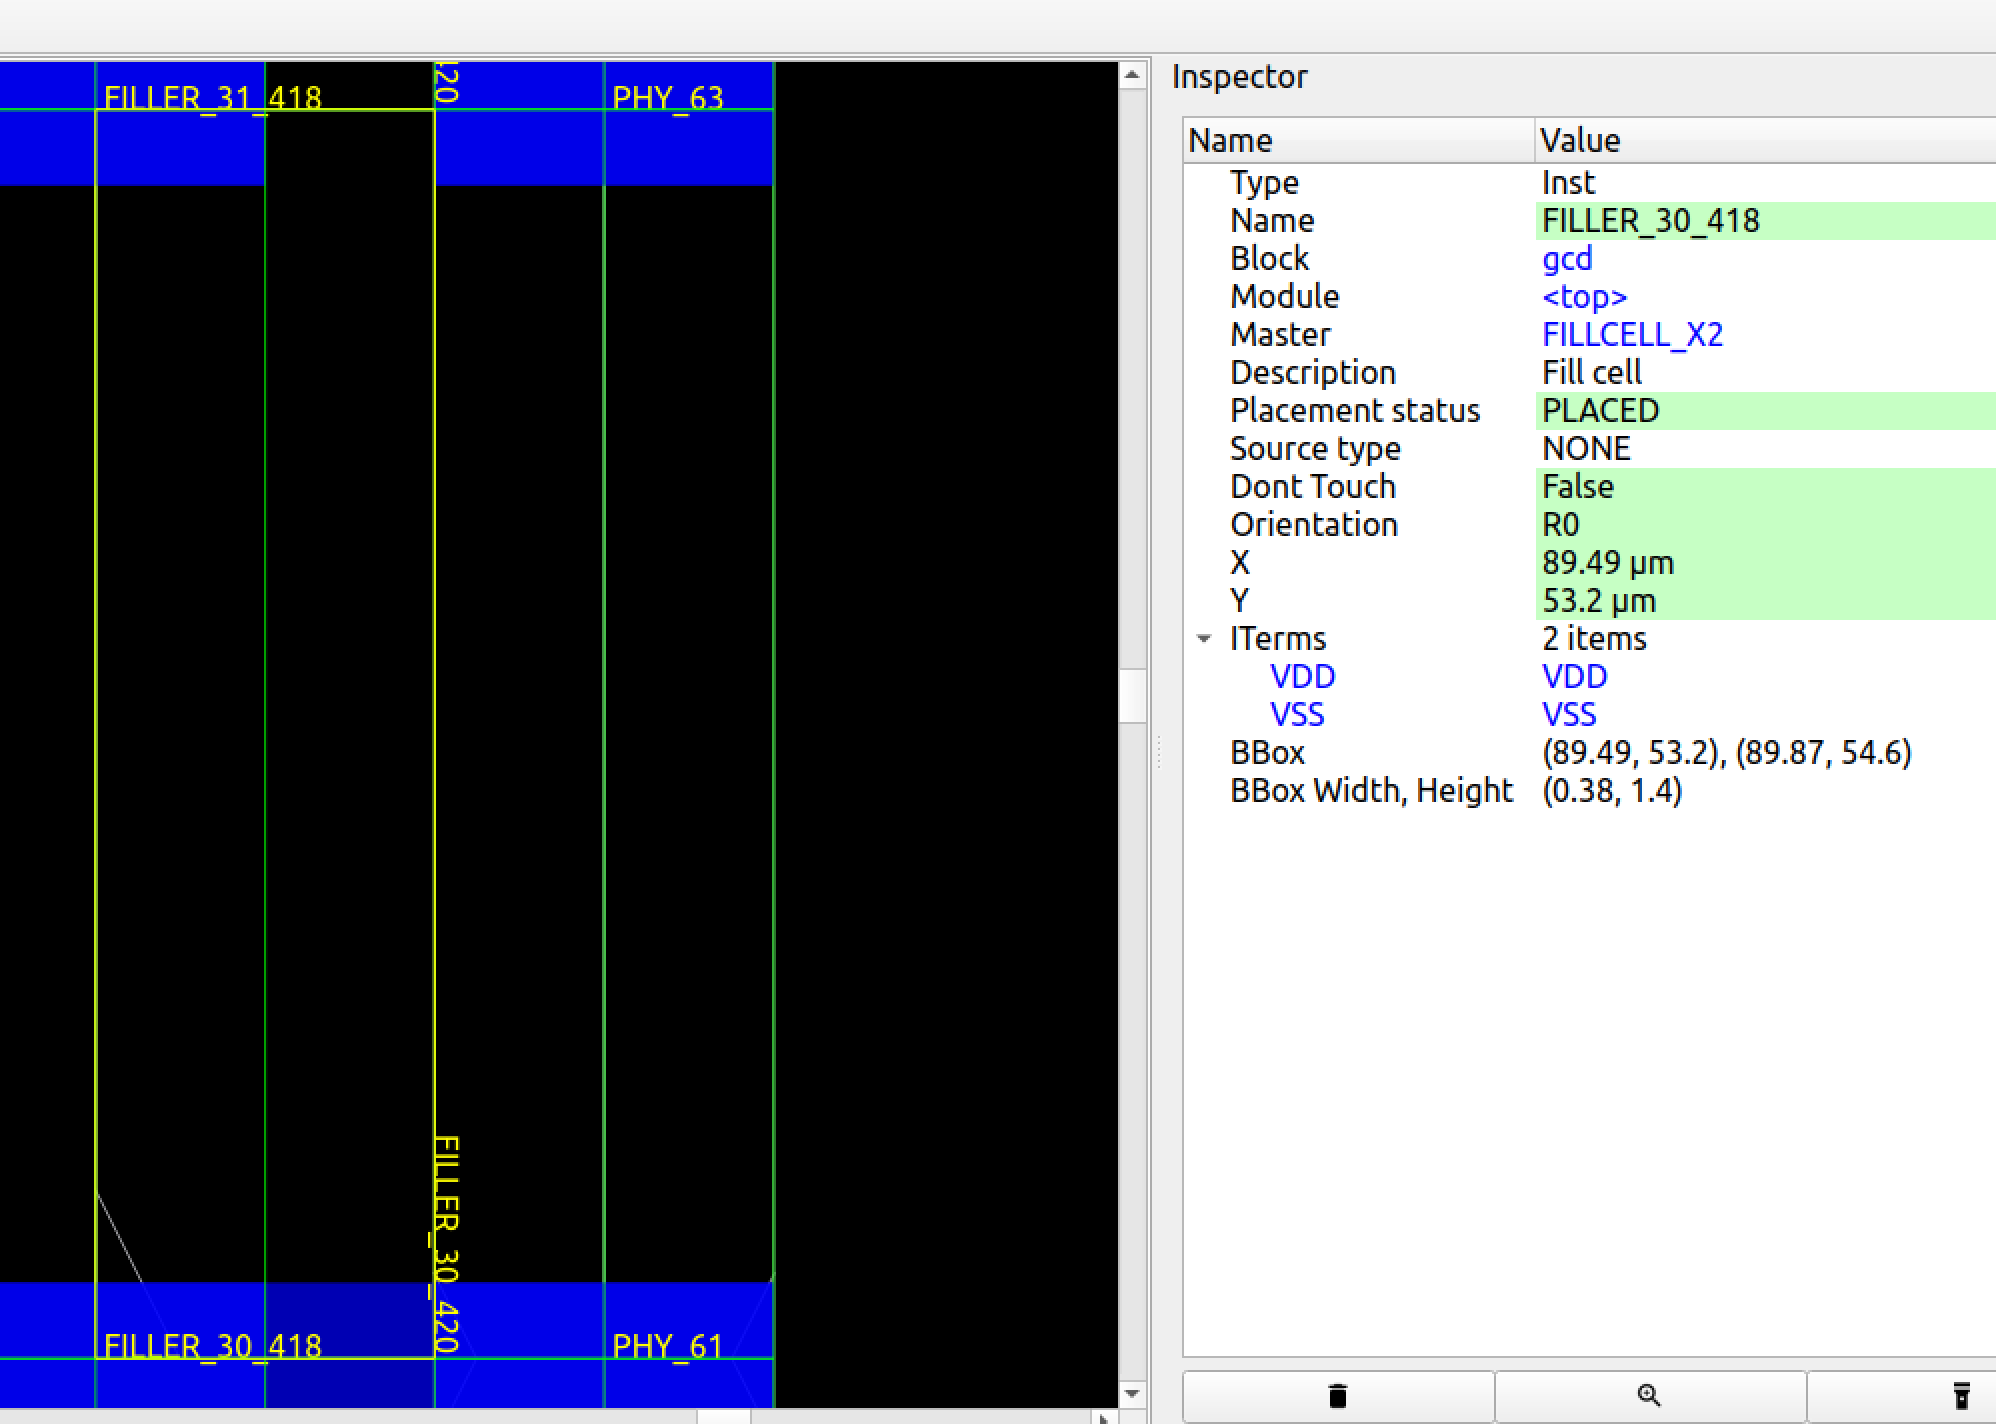 FILLER_31_418
420
PHY_63
FILLER_30_420
FILLER_30_418
PHY_61
Inspector
Name Value
Type Inst
Name FILLER_30_418
Block gcd
Module <top>
Master FILLCELL_X2
Description Fill cell
Placement status PLACED
Source type NONE
Dont Touch False
Orientation R0
X 89.49 μm
Y 53.2 μm
ITerms 2 items
VDD VDD
VSS VSS
BBox (89.49, 53.2), (89.87, 54.6)
BBox Width, Height (0.38, 1.4)